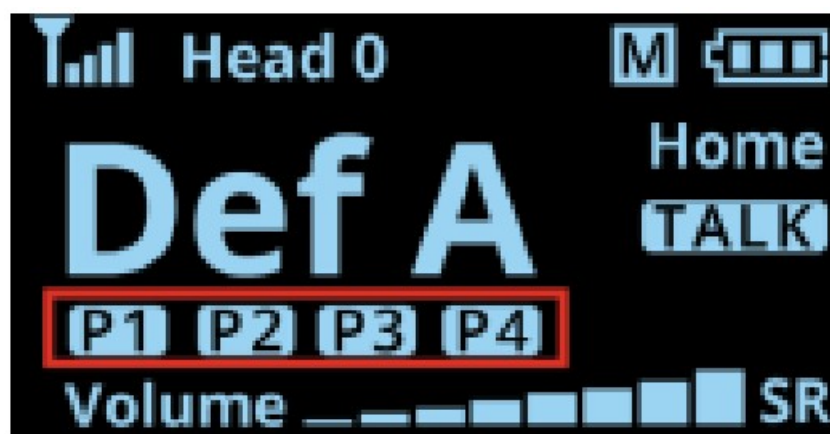 Head 0 M
Home
Def A
TALK
P1 P2 P3 P4
Volume SR